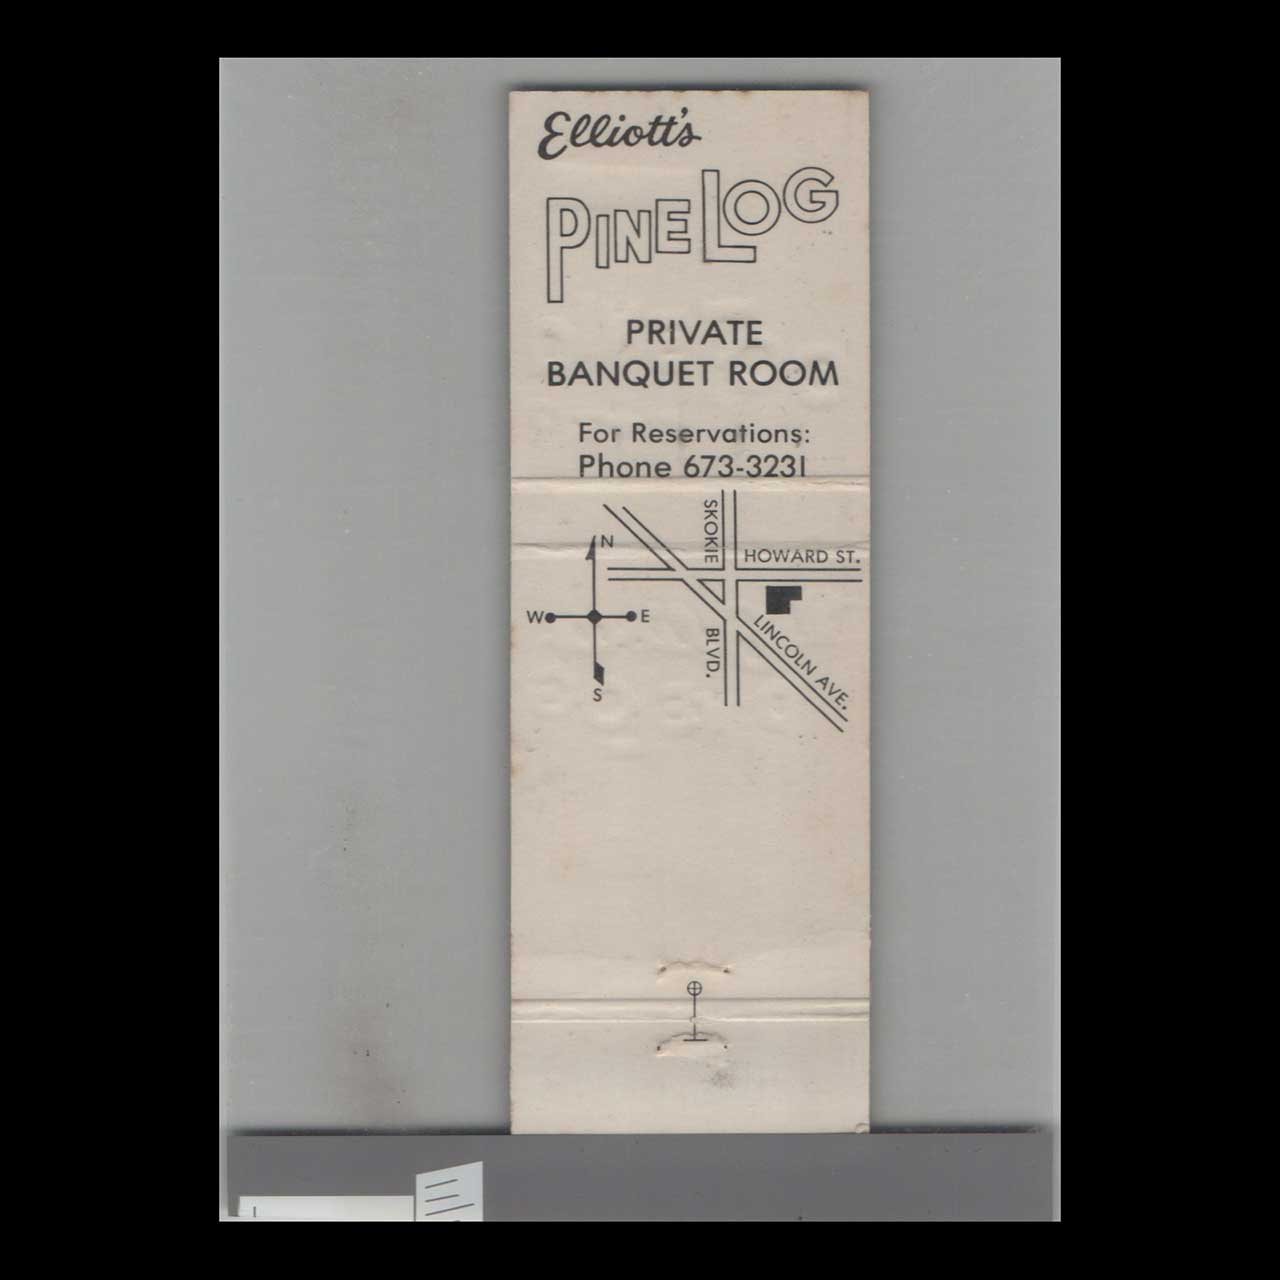 Elliott's
PINE LOG
PRIVATE
BANQUET ROOM
For Reservations:
Phone 673-3231
SKOKIE
HOWARD ST.
N
W
E
LINCOLN AVE.
BLVD.
S